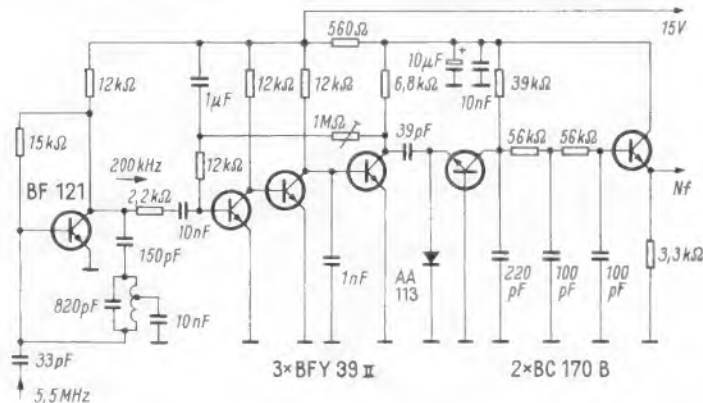 560Ω
15V
12kΩ
1μF
12kΩ
12kΩ
10μF
+
10nF
6,8kΩ
39kΩ
15kΩ
1MΩ
39pF
56kΩ
56kΩ
200kHz
12kΩ
BF 121
2,2kΩ
10nF
Nf
150pF
820pF
10nF
1nF
AA
113
220
pF
100
pF
100
pF
3,3kΩ
33pF
5,5MHz
3×BFY 39 II
2×BC 170 B